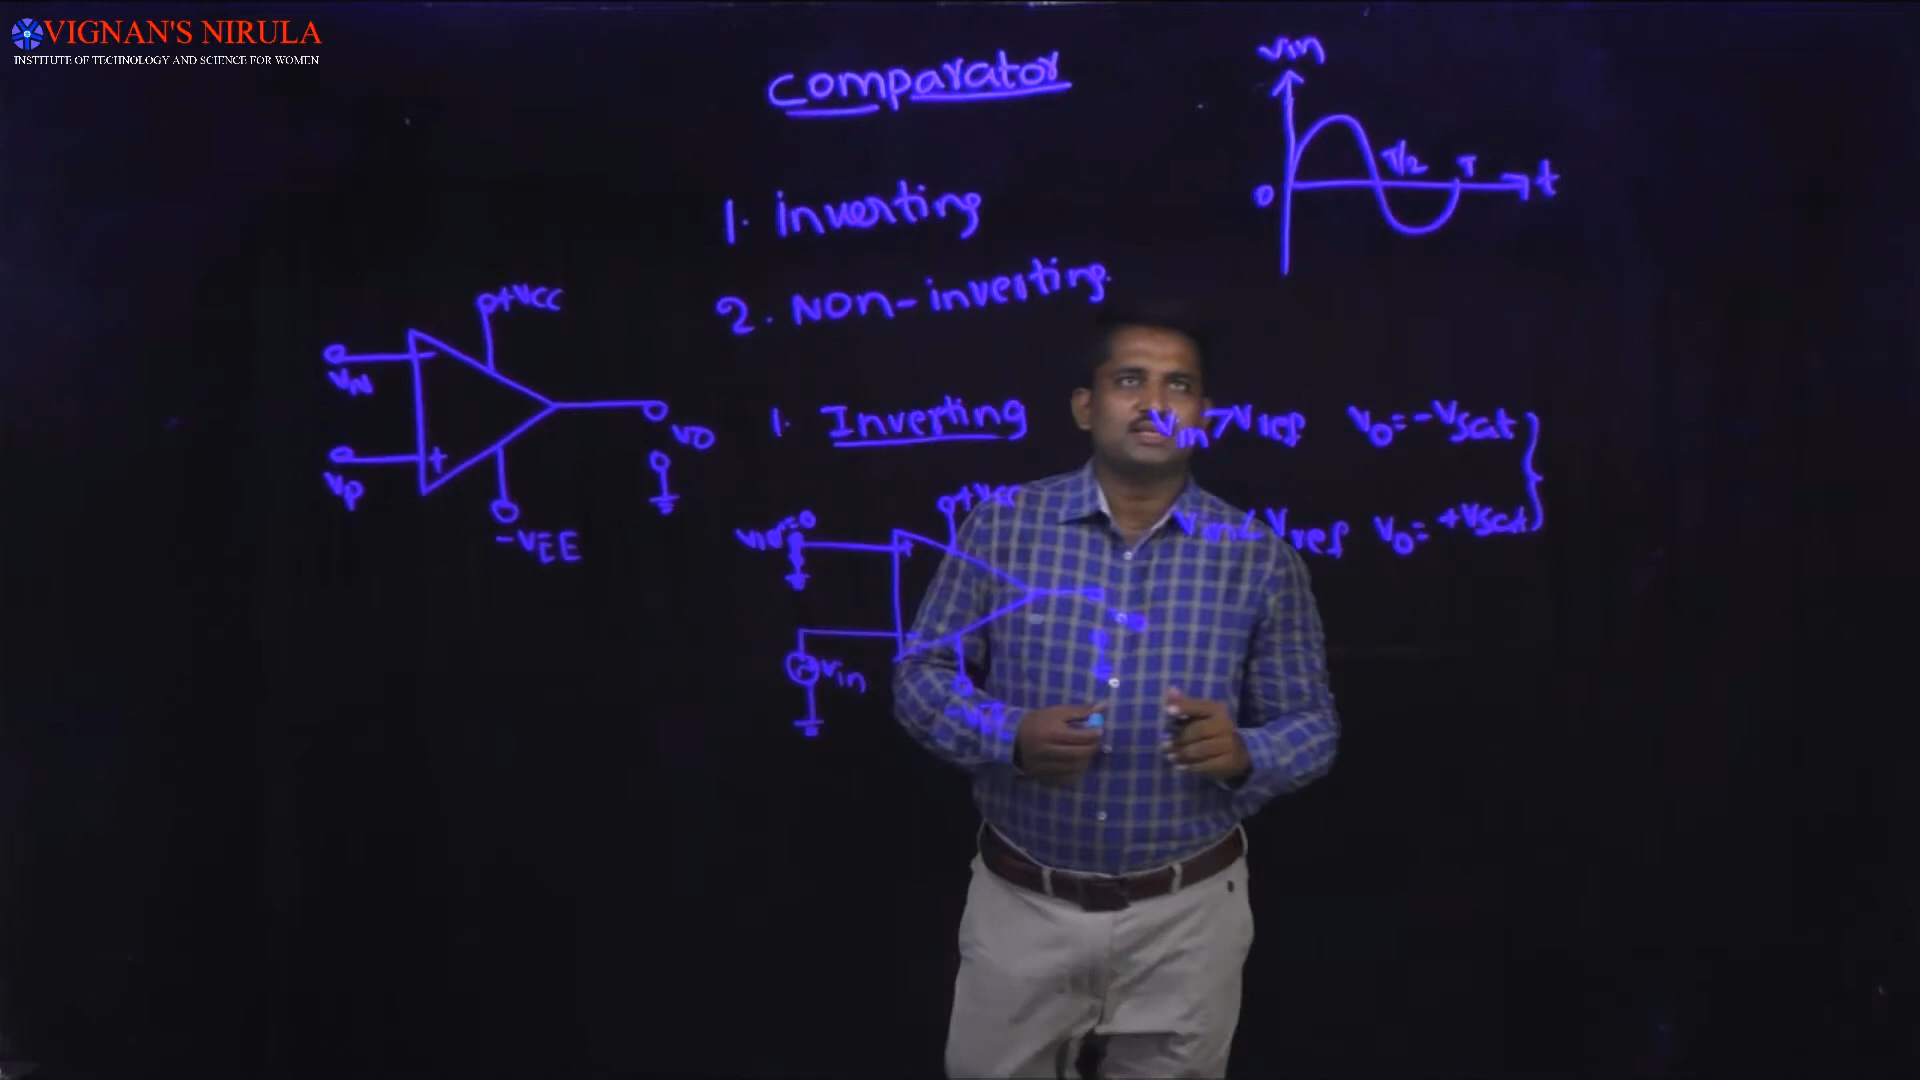 VIGNAN'S NIRULA
INSTITUTE OF TECHNOLOGY AND SCIENCE FOR WOMEN
comparator
vin
T/2
T
t
0
1. inverting
2. NON-inverting.
+VCC
VN
-
+
Vp
VO
-VEE
1. Inverting
Vin > Vref Vo = -Vsat
Vin < Vref Vo = +Vsat
+VCC
=0
+
Vin